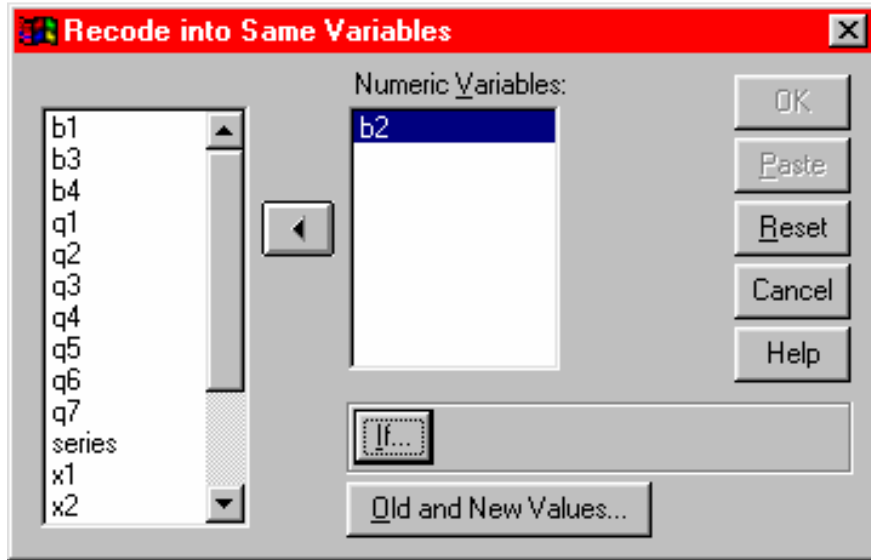 Recode into Same Variables
Numeric Variables:
b1
b3
b4
q1
q2
q3
q4
q5
q6
q7
series
x1
x2
b2
OK
Paste
Reset
Cancel
Help
If...
Old and New Values...